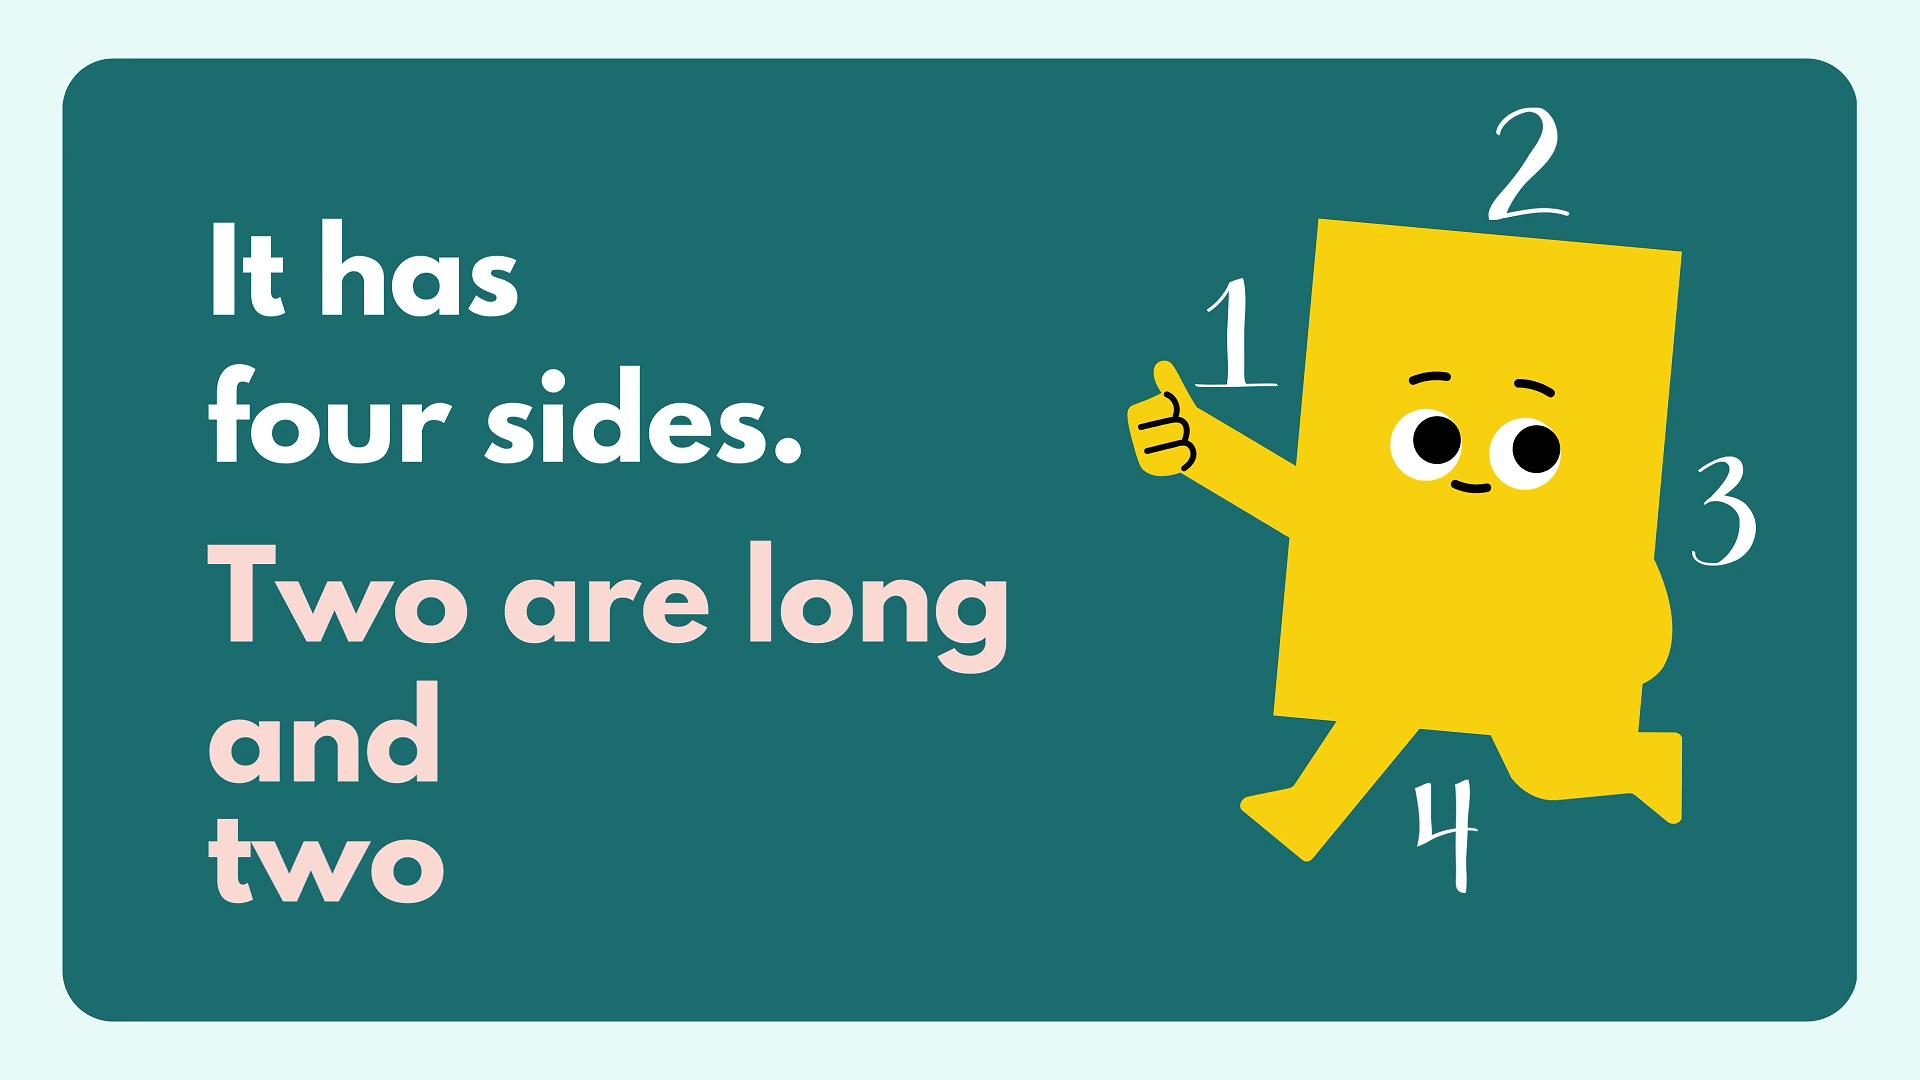 It has
four sides.
Two are long
and
two
1
2
3
4